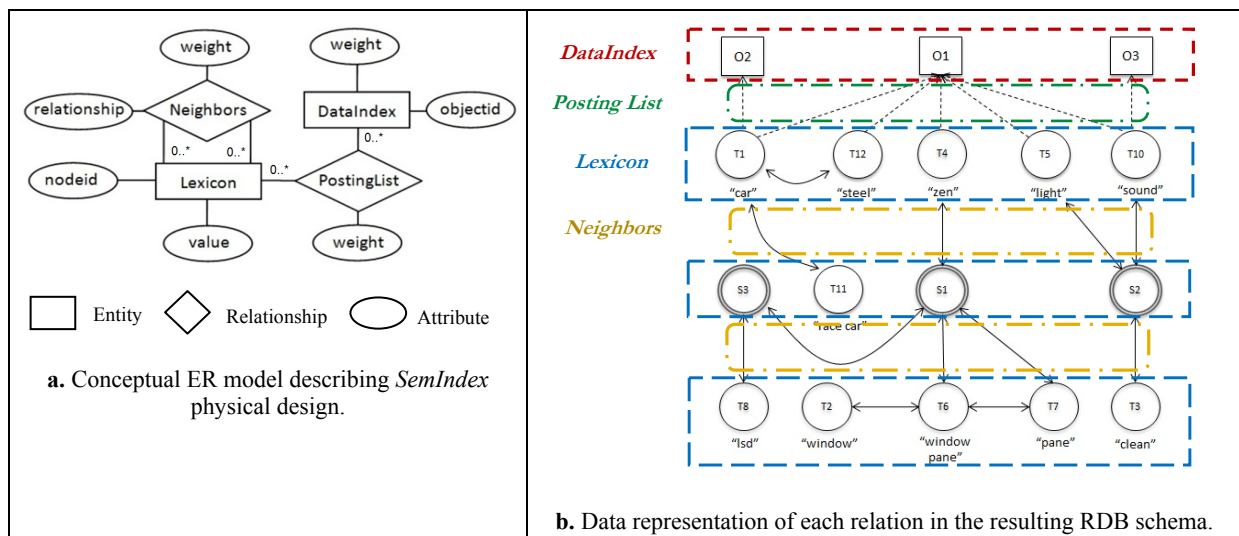 weight
weight
relationship
Neighbors
DataIndex
objectid
0..*
0..*
0..*
nodeid
Lexicon
0..*
PostingList
value
weight
Entity
Relationship
Attribute
a. Conceptual ER model describing SemIndex
physical design.
DataIndex
O2
O1
O3
Posting List
Lexicon
T1
T12
T4
T5
T10
"car"
"steel"
"zen"
"light"
"sound"
Neighbors
S3
T11
S1
S2
"race car"
T8
T2
T6
T7
T3
"lsd"
"window"
"window
pane"
"pane"
"clean"
b. Data representation of each relation in the resulting RDB schema.